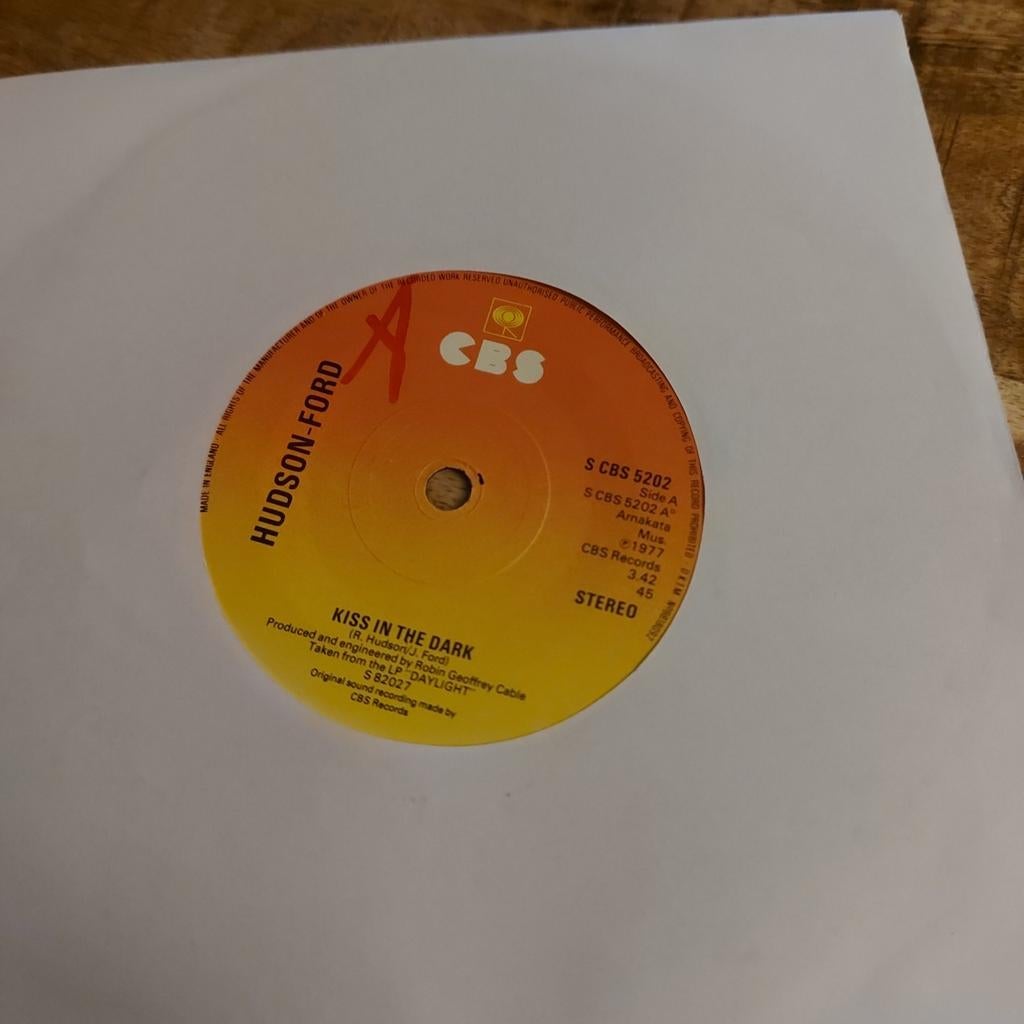 MADE IN ENGLAND · ALL RIGHTS OF THE MANUFACTURER AND OF THE OWNER OF THE RECORDED WORK RESERVED UNAUTHORISED PUBLIC PERFORMANCE BROADCASTING AND COPYING OF THIS RECORD PROHIBITED ·
A
CBS
HUDSON-FORD
S CBS 5202
Side A
S CBS 5202 A°
Arnakata
Mus.
℗1977
CBS Records
3.42
45
STEREO
KISS IN THE DARK
(R. Hudson/J. Ford)
Produced and engineered by Robin Geoffrey Cable
Taken from the LP "DAYLIGHT"
S 82027
Original sound recording made by
CBS Records